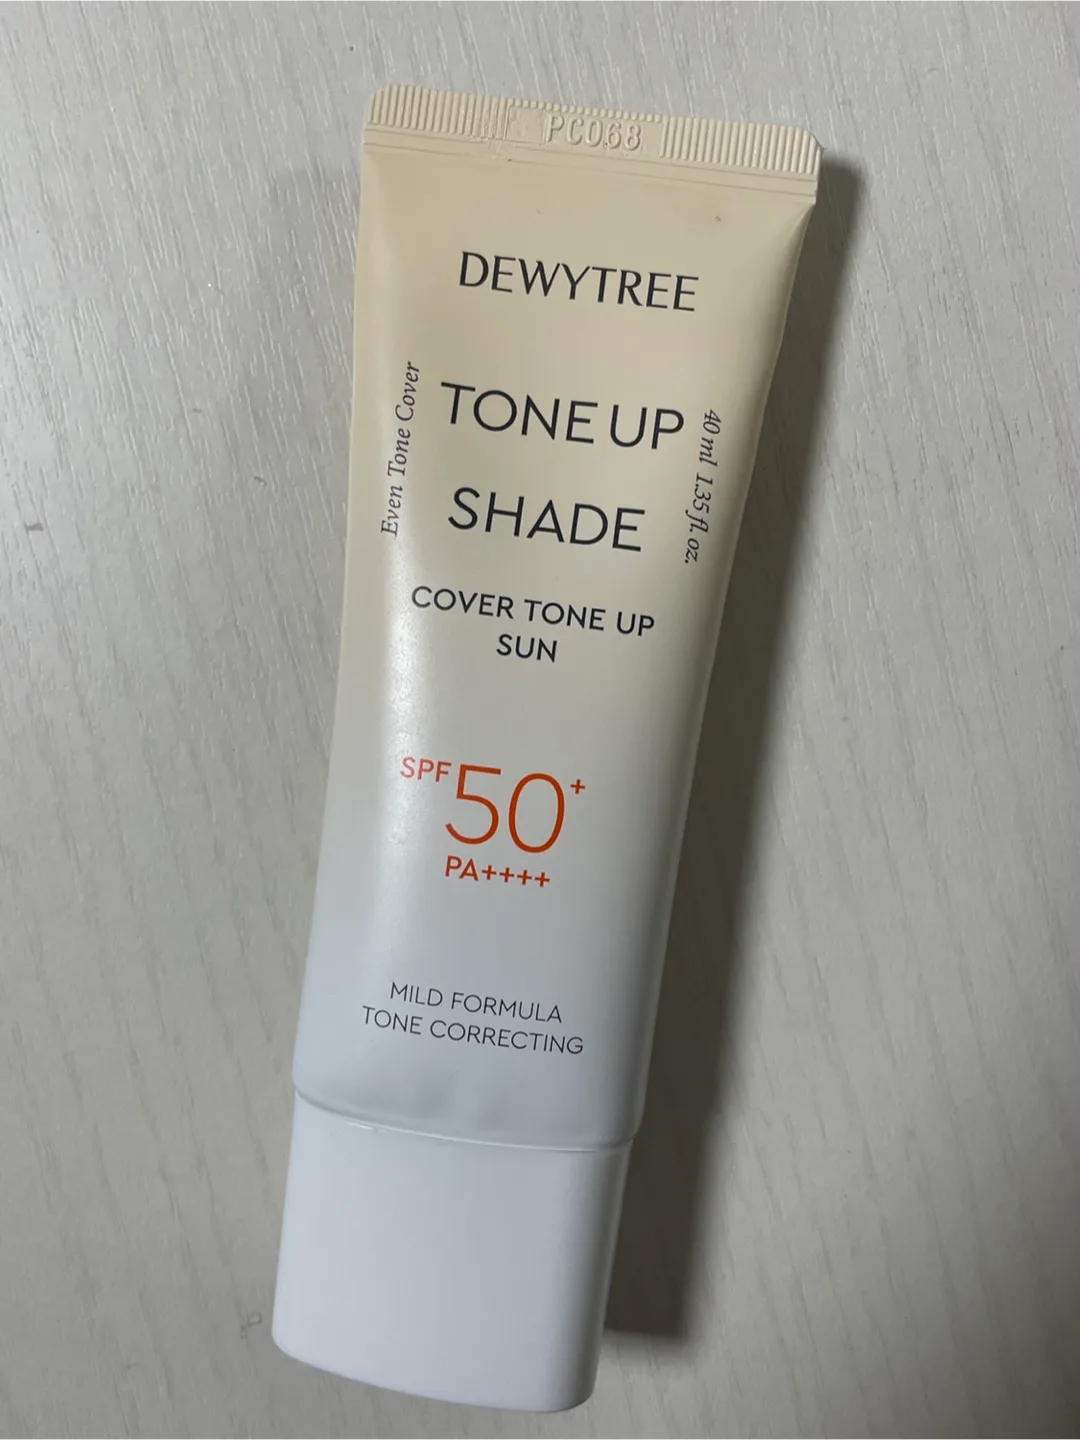 PC068
DEWYTREE
Even Tone Cover
TONE UP
SHADE
40 ml 1.35 fl. oz.
COVER TONE UP
SUN
SPF 50+
PA++++
MILD FORMULA
TONE CORRECTING